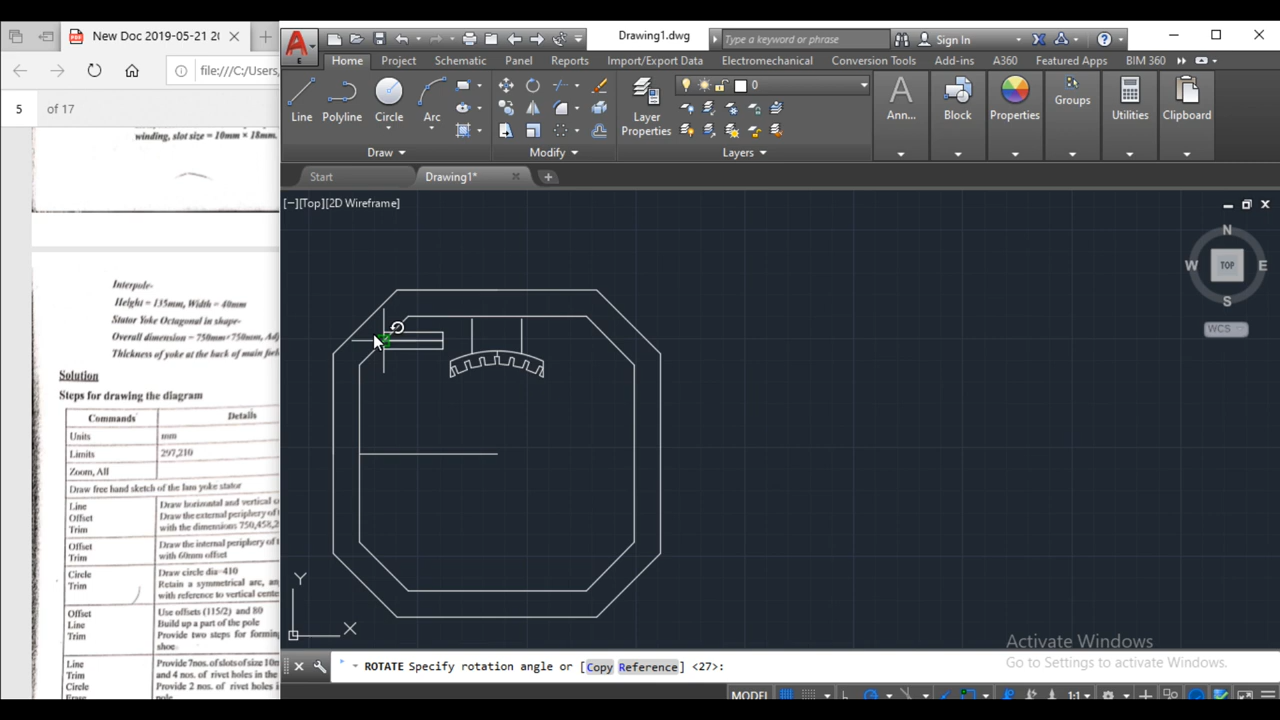 New Doc 2019-05-21 20
file:///C:/Users,
5 of 17
winding, slot size = 10mm × 18mm.
Interpole-
Height = 135mm, Width = 40mm
Stator Yoke Octagonal in shape-
Overall dimension = 750mm×750mm, Adj
Thickness of yoke at the back of main fiel
Solution
Steps for drawing the diagram
Commands Details
Units mm
Limits 297,210
Zoom, All
Draw free hand sketch of the lam yoke stator
Line Draw horizontal and vertical c
Offset Draw the external periphery of
Trim with the dimensions 750,458,2
Offset Draw the internal periphery of
Trim with 60mm offset
Circle Draw circle dia-410
Trim Retain a symmetrical arc, an
with reference to vertical cente
Offset Use offsets (115/2) and 80
Line Build up a part of the pole
Trim Provide two steps for forming
shoe.
Line Provide 7nos. of slots of size 10m
Trim and 4 nos. of rivet holes in the
Circle Provide 2 nos. of rivet holes i
Drawing1.dwg
Type a keyword or phrase
Sign In
Home Project Schematic Panel Reports Import/Export Data Electromechanical Conversion Tools Add-ins A360 Featured Apps BIM 360
Line Polyline Circle Arc
Layer Properties
0
Ann... Block Properties Groups Utilities Clipboard
Draw Modify Layers
Start Drawing1*
[−][Top][2D Wireframe]
N
W TOP E
S
WCS
Y
X
Activate Windows
Go to Settings to activate Windows.
ROTATE Specify rotation angle or [Copy Reference] <27>:
MODEL 1:1